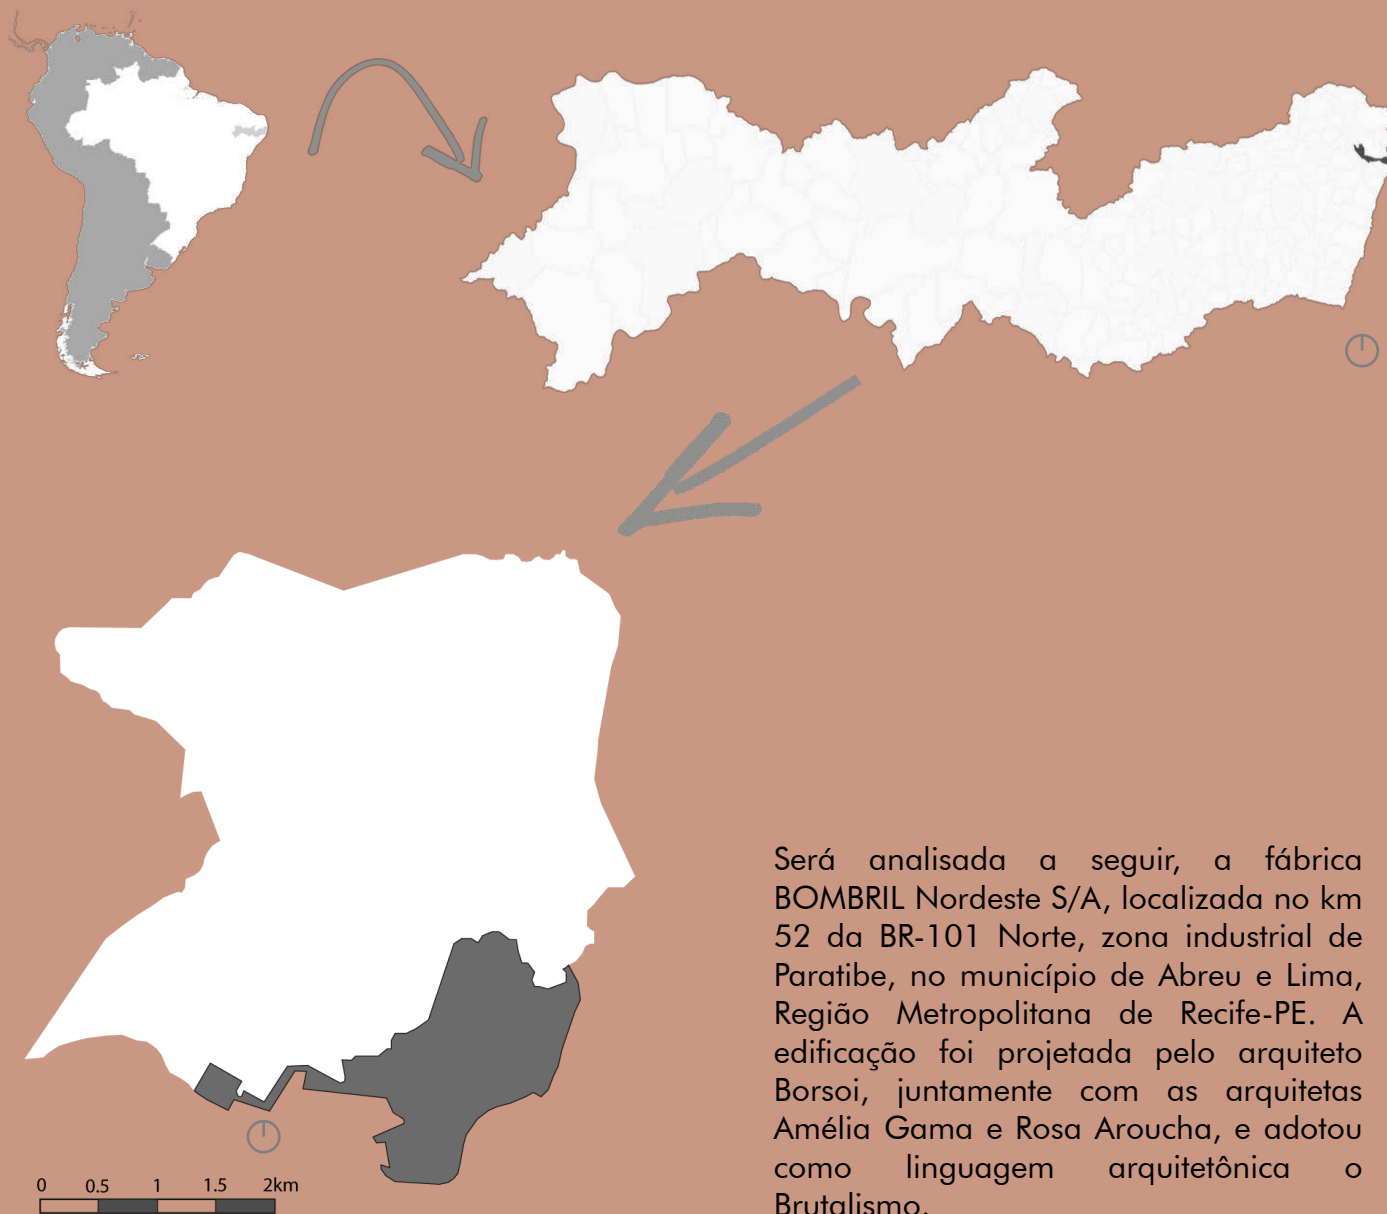 Será analisada a seguir, a fábrica
BOMBRIL Nordeste S/A, localizada no km
52 da BR-101 Norte, zona industrial de
Paratibe, no município de Abreu e Lima,
Região Metropolitana de Recife-PE. A
edificação foi projetada pelo arquiteto
Borsoi, juntamente com as arquitetas
Amélia Gama e Rosa Aroucha, e adotou
como linguagem arquitetônica o
Brutalismo.
0 0.5 1 1.5 2km